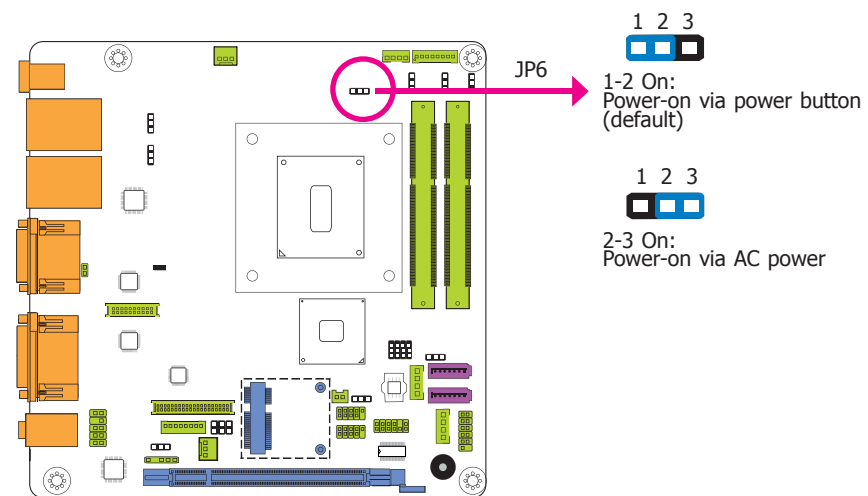 JP6
1 2 3
1-2 On:
Power-on via power button
(default)
1 2 3
2-3 On:
Power-on via AC power